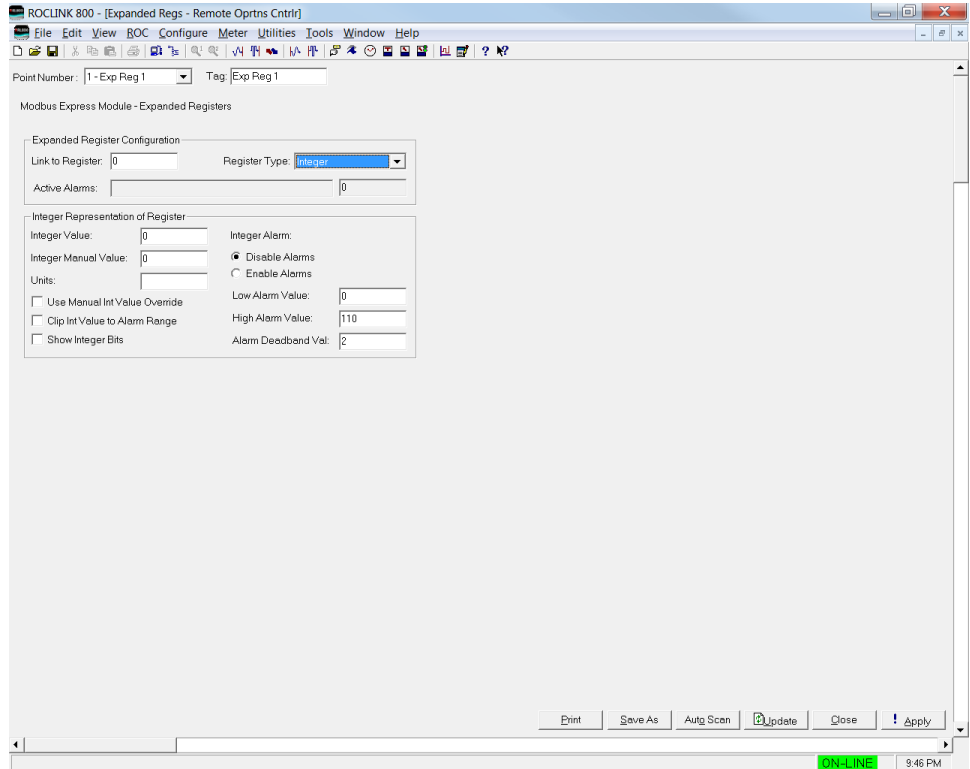 ROCLINK 800 - [Expanded Regs - Remote Oprtns Cntrlr]
File Edit View ROC Configure Meter Utilities Tools Window Help
Point Number: 1 - Exp Reg 1 Tag: Exp Reg 1
Modbus Express Module - Expanded Registers
Expanded Register Configuration
Link to Register: 0 Register Type: Integer
Active Alarms: 0
Integer Representation of Register
Integer Value: 0 Integer Alarm:
Integer Manual Value: 0 Disable Alarms
Enable Alarms
Units:
Use Manual Int Value Override Low Alarm Value: 0
Clip Int Value to Alarm Range High Alarm Value: 110
Show Integer Bits Alarm Deadband Val: 2
Print Save As Auto Scan Update Close ! Apply
ON-LINE 9:46 PM